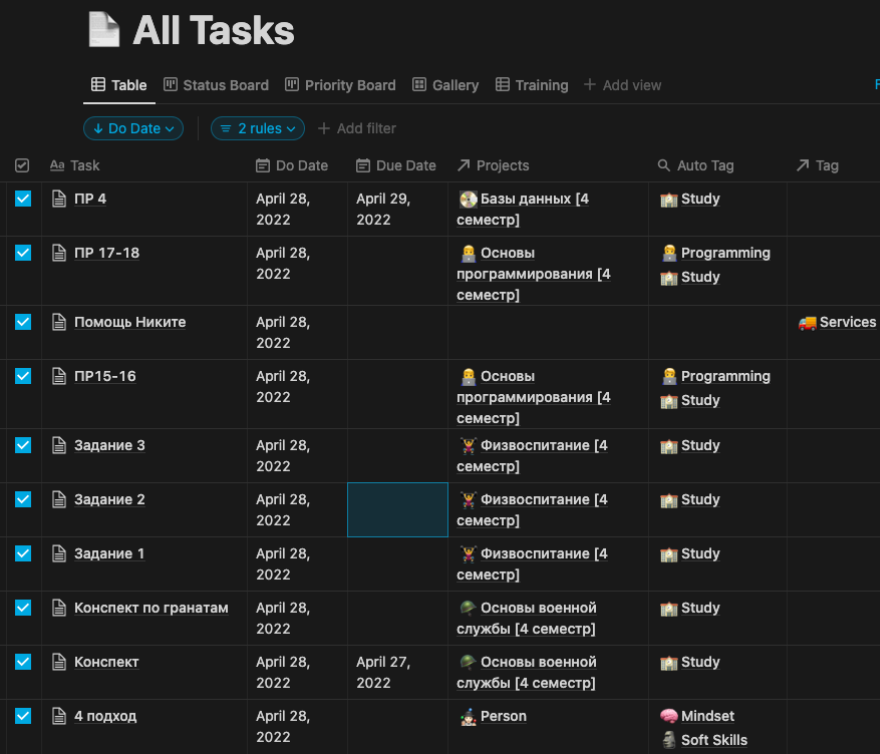 All Tasks
Table Status Board Priority Board Gallery Training + Add view F
Do Date 2 rules + Add filter
Aa Task Do Date Due Date Projects Auto Tag Tag
ПР 4 April 28, April 29, Базы данных [4 Study
2022 2022 семестр]
ПР 17-18 April 28, Основы Programming
2022 программирования [4 Study
семестр]
Помощь Никите April 28, Services
2022
ПР15-16 April 28, Основы Programming
2022 программирования [4 Study
семестр]
Задание 3 April 28, Физвоспитание [4 Study
2022 семестр]
Задание 2 April 28, Физвоспитание [4 Study
2022 семестр]
Задание 1 April 28, Физвоспитание [4 Study
2022 семестр]
Конспект по гранатам April 28, Основы военной Study
2022 службы [4 семестр]
Конспект April 28, April 27, Основы военной Study
2022 2022 службы [4 семестр]
4 подход April 28, Person Mindset
2022 Soft Skills